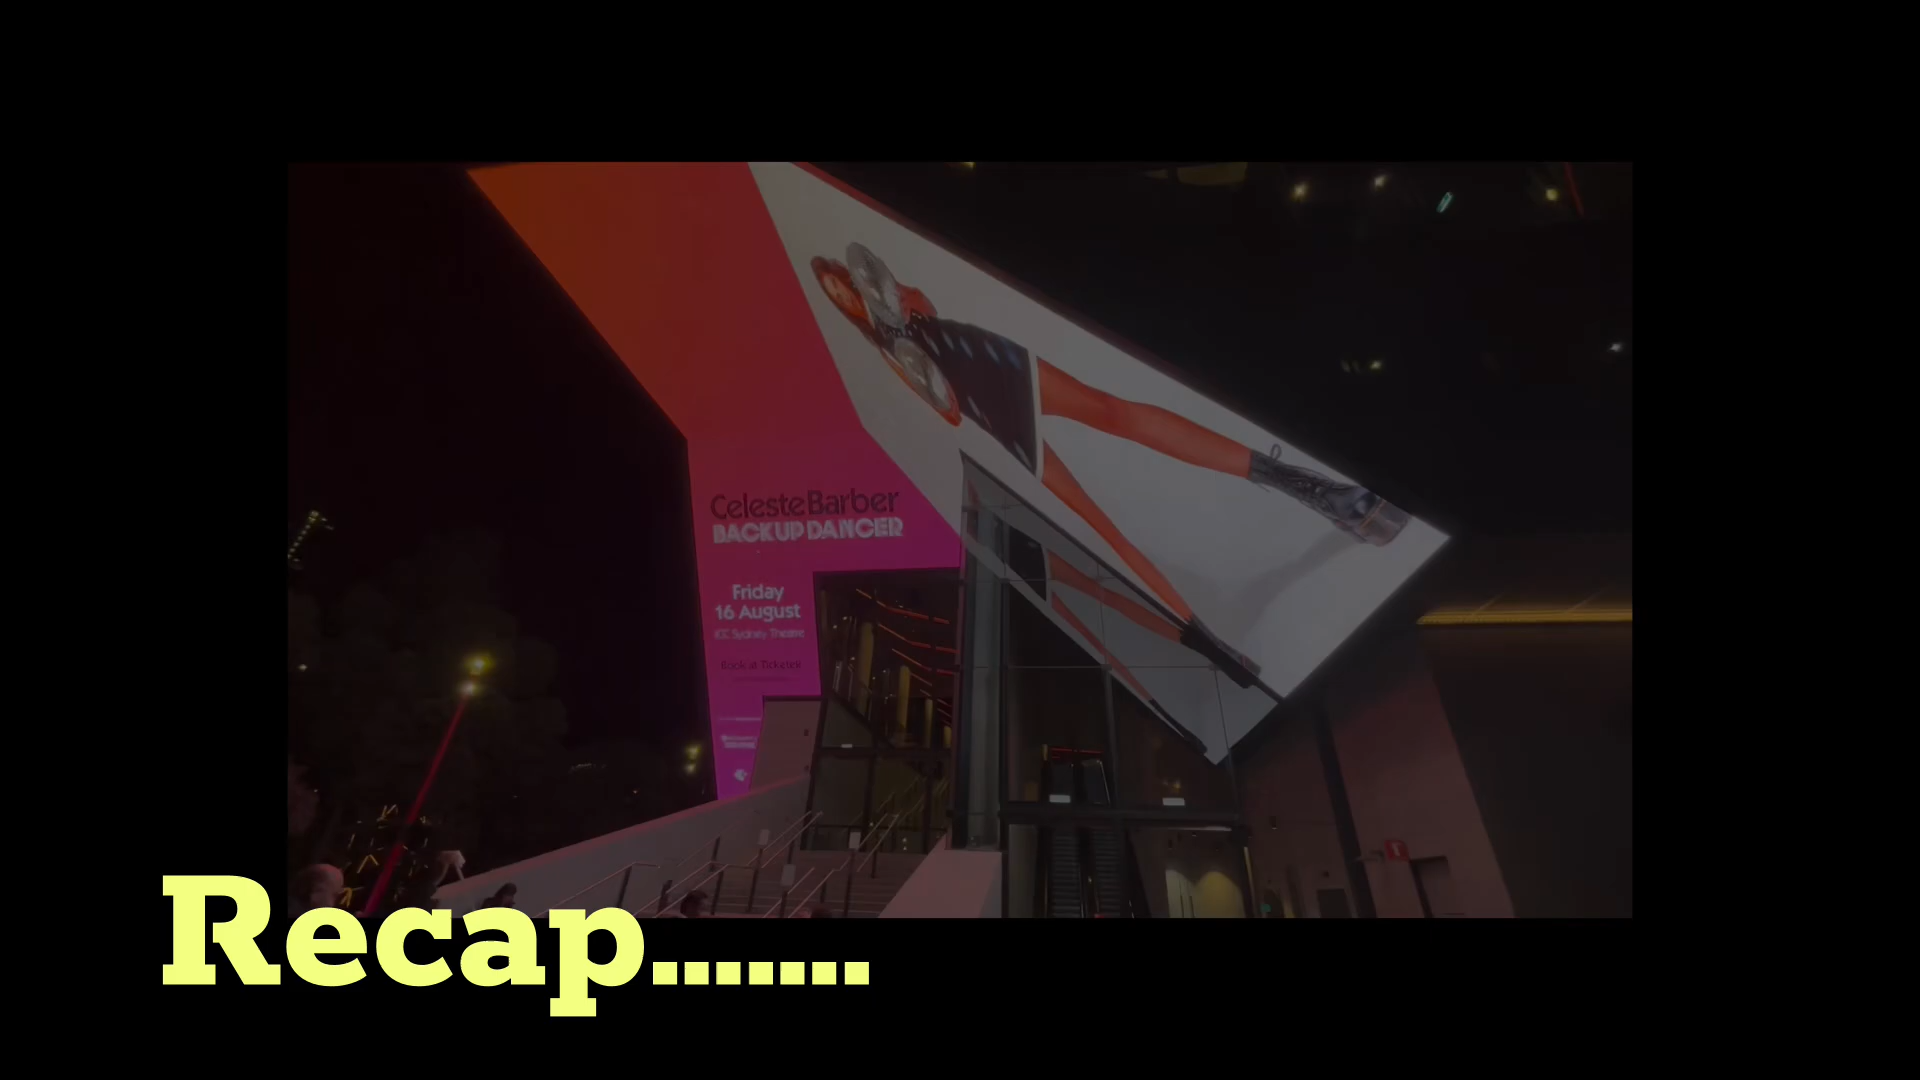 Celeste Barber
BACKUP DANCER
Friday
16 August
ICC Sydney Theatre
Book at Ticketek
Recap.......